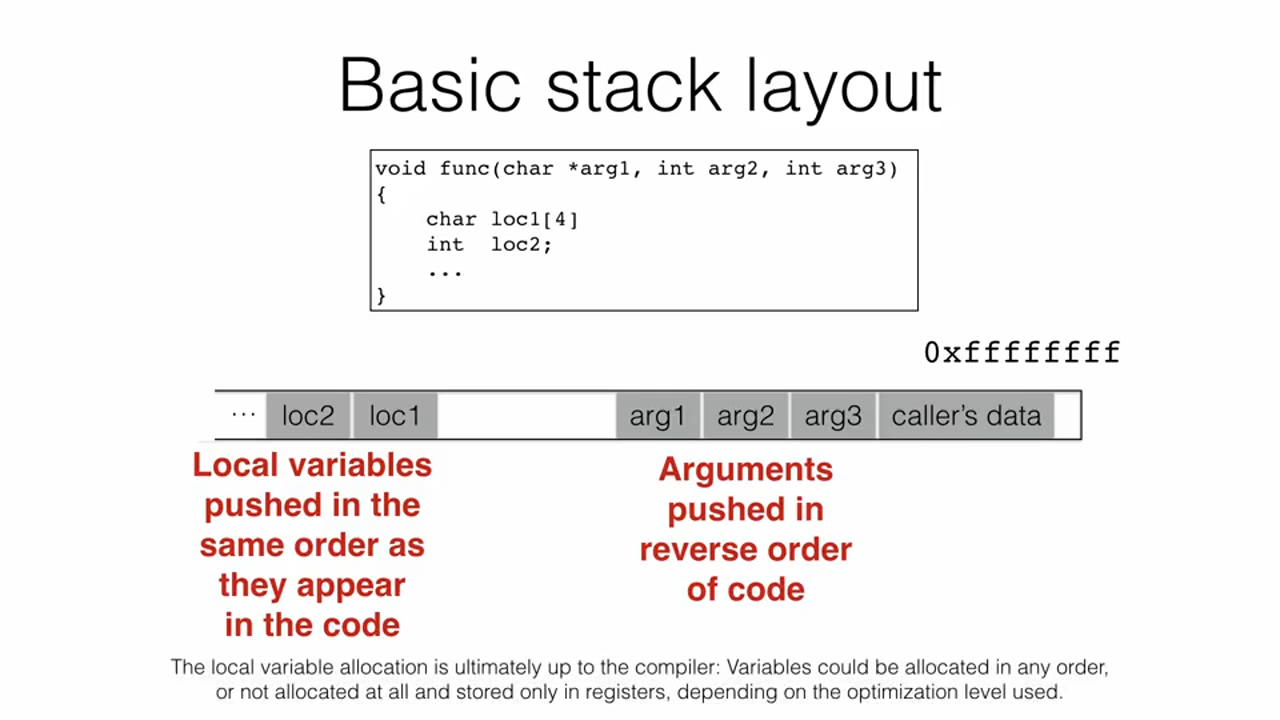 Basic stack layout
void func(char *arg1, int arg2, int arg3)
{
    char loc1[4]
    int  loc2;
    ...
}
0xffffffff
... loc2 loc1 arg1 arg2 arg3 caller's data
Local variables
pushed in the
same order as
they appear
in the code
Arguments
pushed in
reverse order
of code
The local variable allocation is ultimately up to the compiler: Variables could be allocated in any order,
or not allocated at all and stored only in registers, depending on the optimization level used.